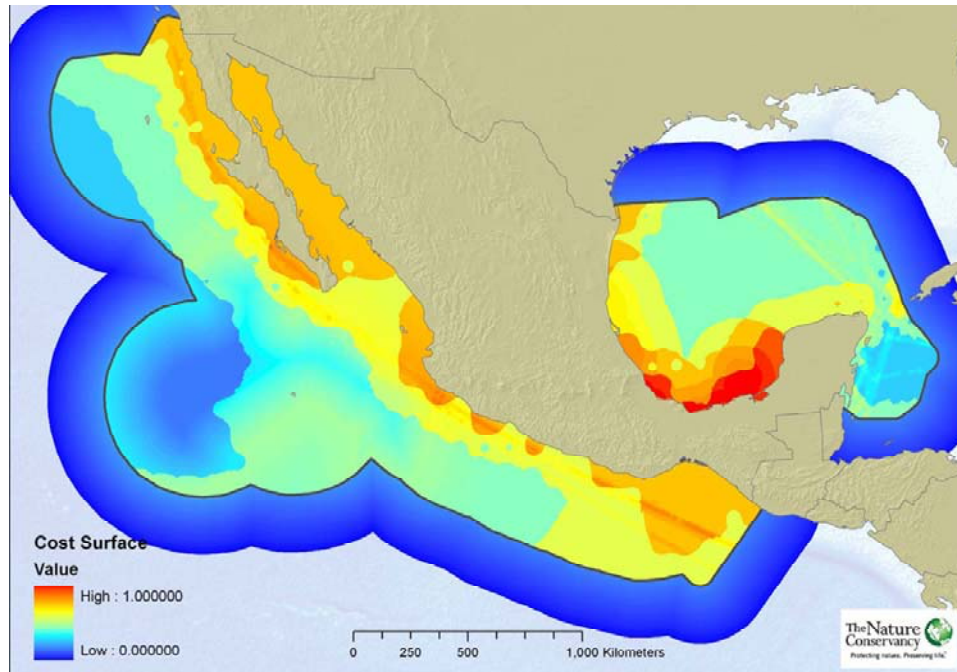 Cost Surface
Value
High : 1.000000
Low : 0.000000
0 250 500 1,000 Kilometers
The Nature
Conservancy
Protecting nature. Preserving life.™